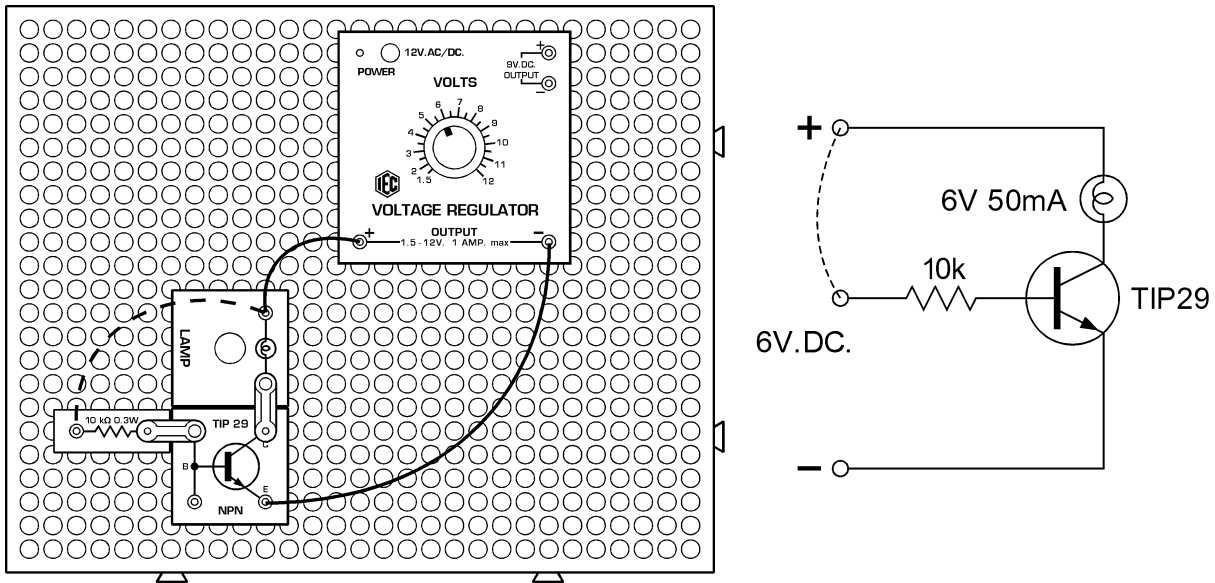 12V.AC/DC.
POWER
+
9V.DC.
OUTPUT
–
VOLTS
1.5
2
3
4
5
6
7
8
9
10
11
12
IEC
VOLTAGE REGULATOR
OUTPUT
+ 1.5 - 12V. 1 AMP. max –
LAMP
10 kΩ 0.3W
TIP 29
C
B
E
NPN
+
6V 50mA
10k
TIP29
6V.DC.
–